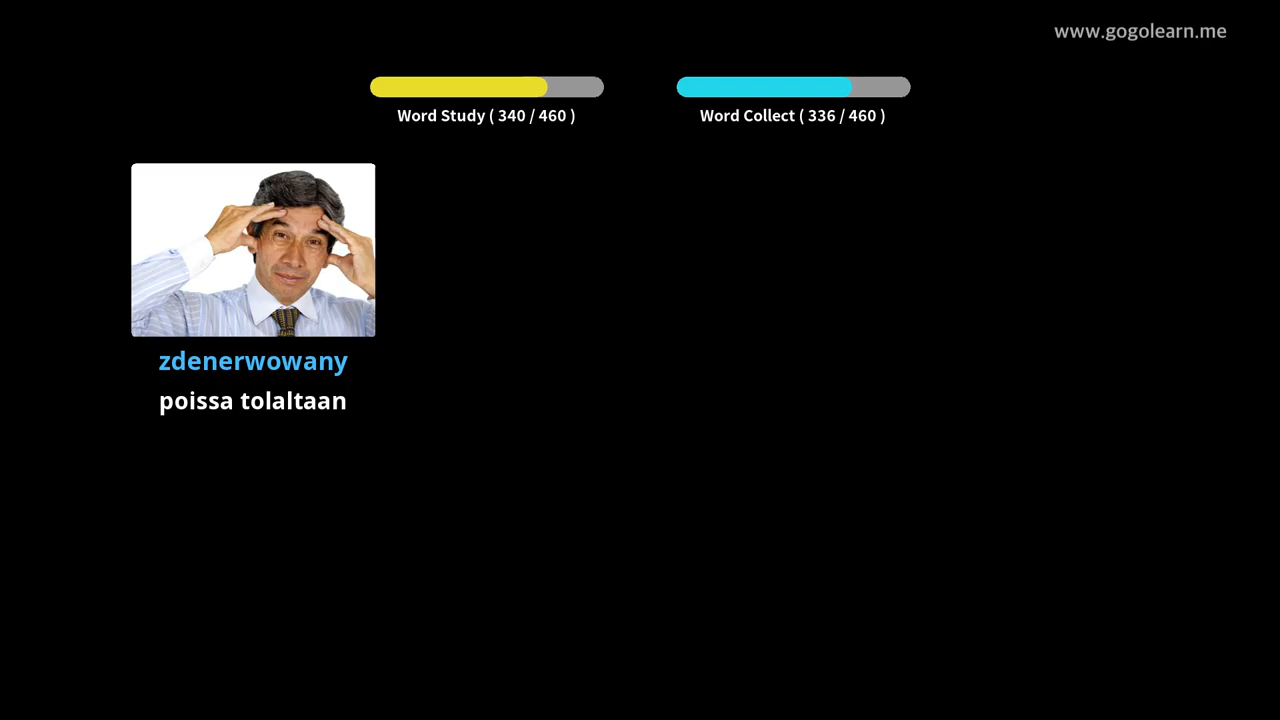 www.gogolearn.me
Word Study ( 340 / 460 )
Word Collect ( 336 / 460 )
zdenerwowany
poissa tolaltaan